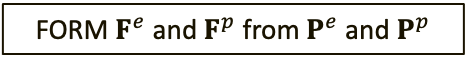 FORM 𝐅ᵉ and 𝐅ᵖ from 𝐏ᵉ and 𝐏ᵖ